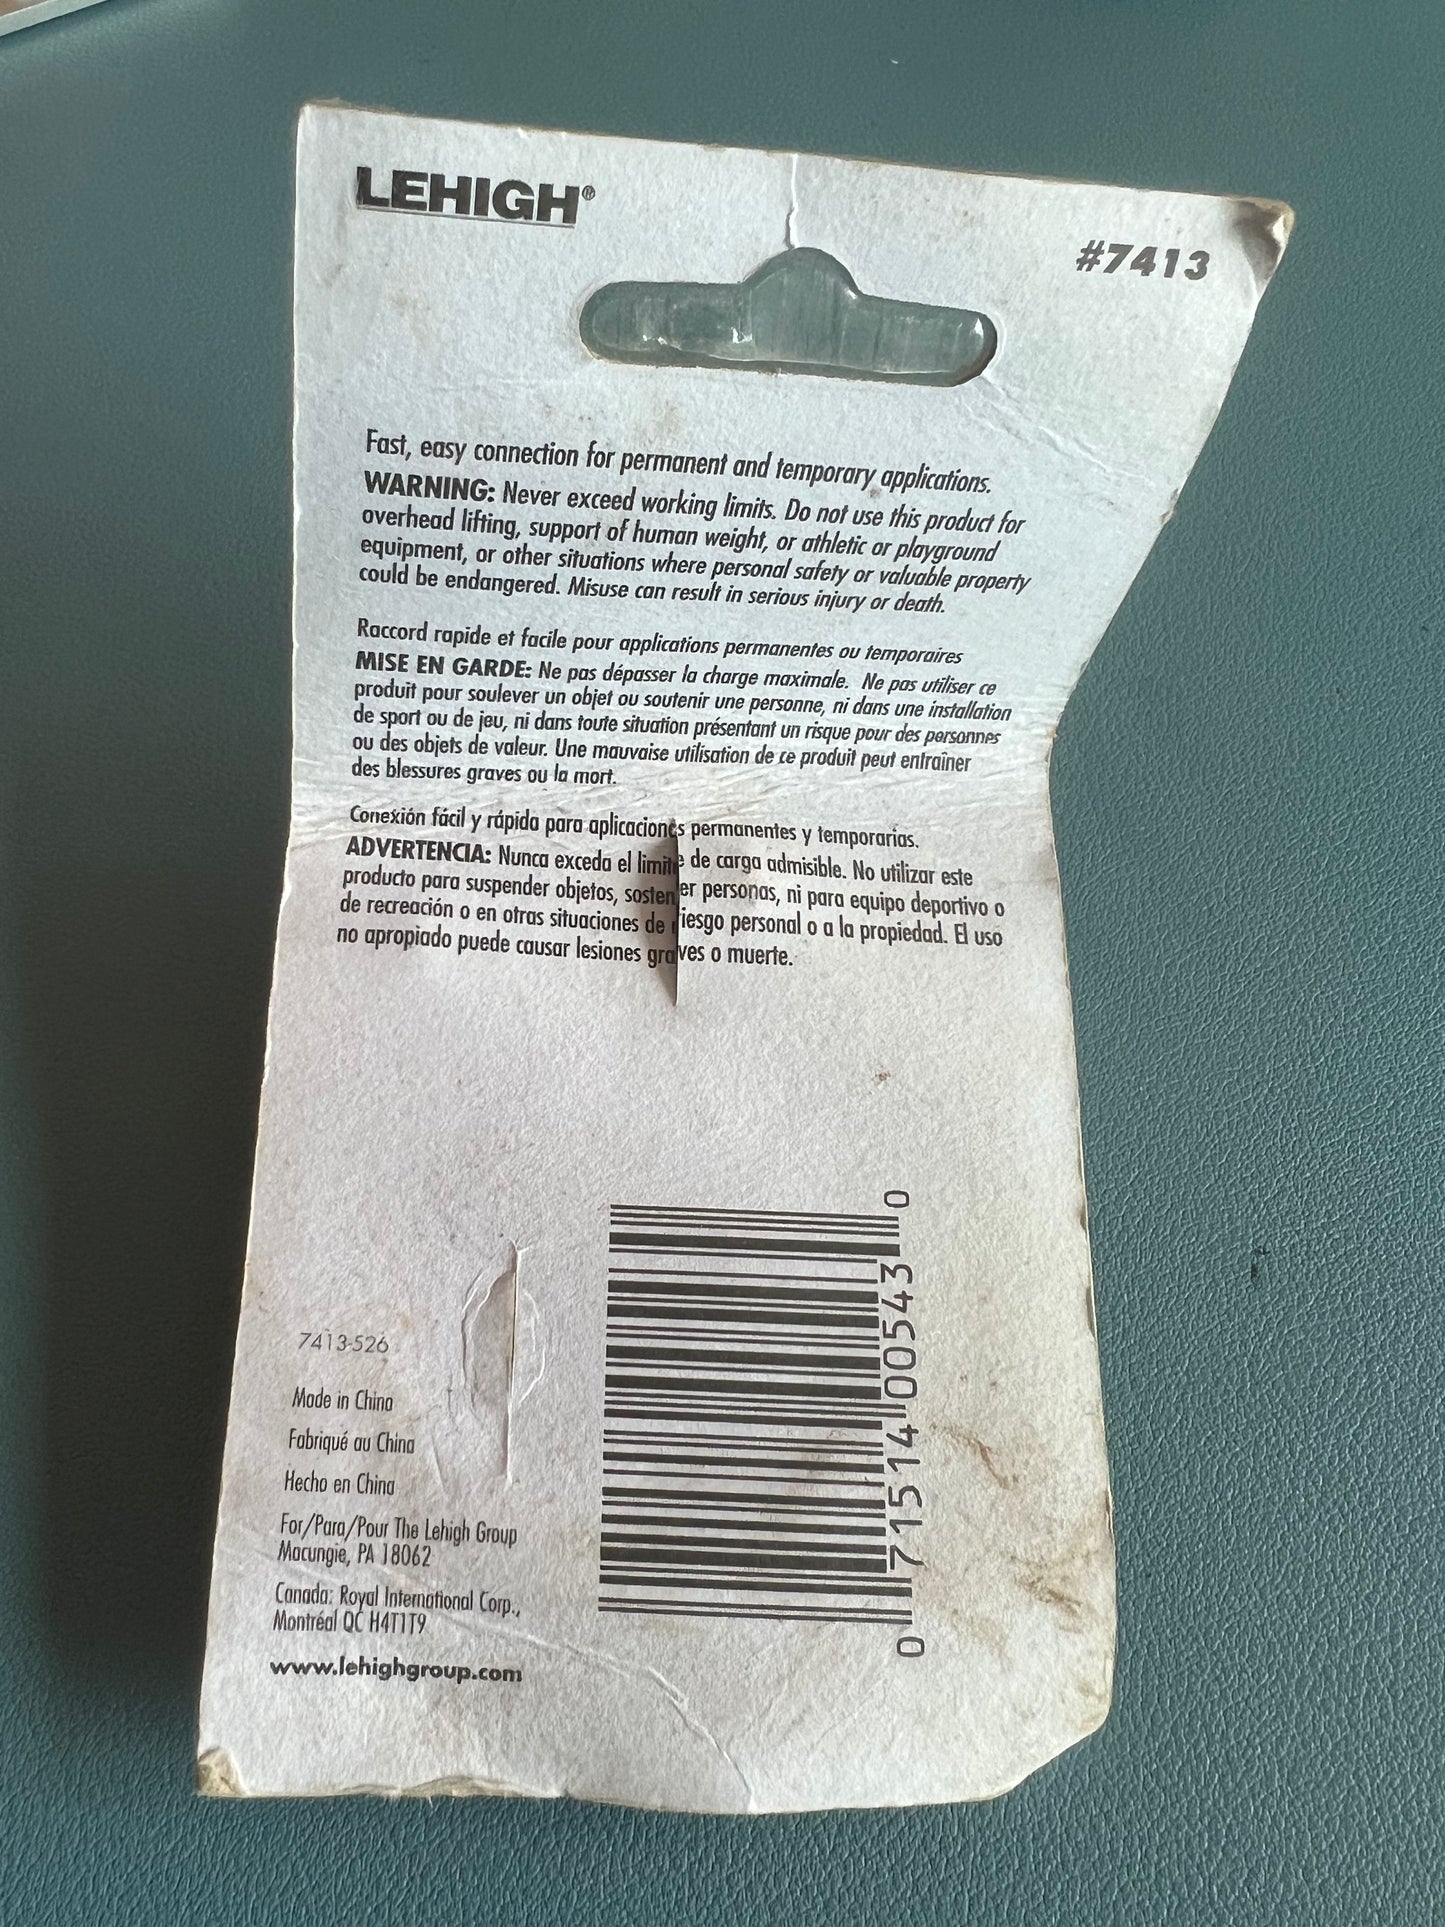 LEHIGH®
#7413
Fast, easy connection for permanent and temporary applications.
WARNING: Never exceed working limits. Do not use this product for
overhead lifting, support of human weight, or athletic or playground
equipment, or other situations where personal safety or valuable property
could be endangered. Misuse can result in serious injury or death.
Raccord rapide et facile pour applications permanentes ou temporaires
MISE EN GARDE: Ne pas dépasser la charge maximale. Ne pas utiliser ce
produit pour soulever un objet ou soutenir une personne, ni dans une installation
de sport ou de jeu, ni dans toute situation présentant un risque pour des personnes
ou des objets de valeur. Une mauvaise utilisation de ce produit peut entraîner
des blessures graves ou la mort.
Conexión fácil y rápida para aplicaciones permanentes y temporarias.
ADVERTENCIA: Nunca exceda el limite de carga admisible. No utilizar este
producto para suspender objetos, sostener personas, ni para equipo deportivo o
de recreación o en otras situaciones de riesgo personal o a la propiedad. El uso
no apropiado puede causar lesiones graves o muerte.
7413-526
Made in China
Fabriqué au China
Hecho en China
For/Para/Pour The Lehigh Group
Macungie, PA 18062
Canada: Royal International Corp.,
Montréal QC H4T1T9
www.lehighgroup.com
0 71514 00543 0